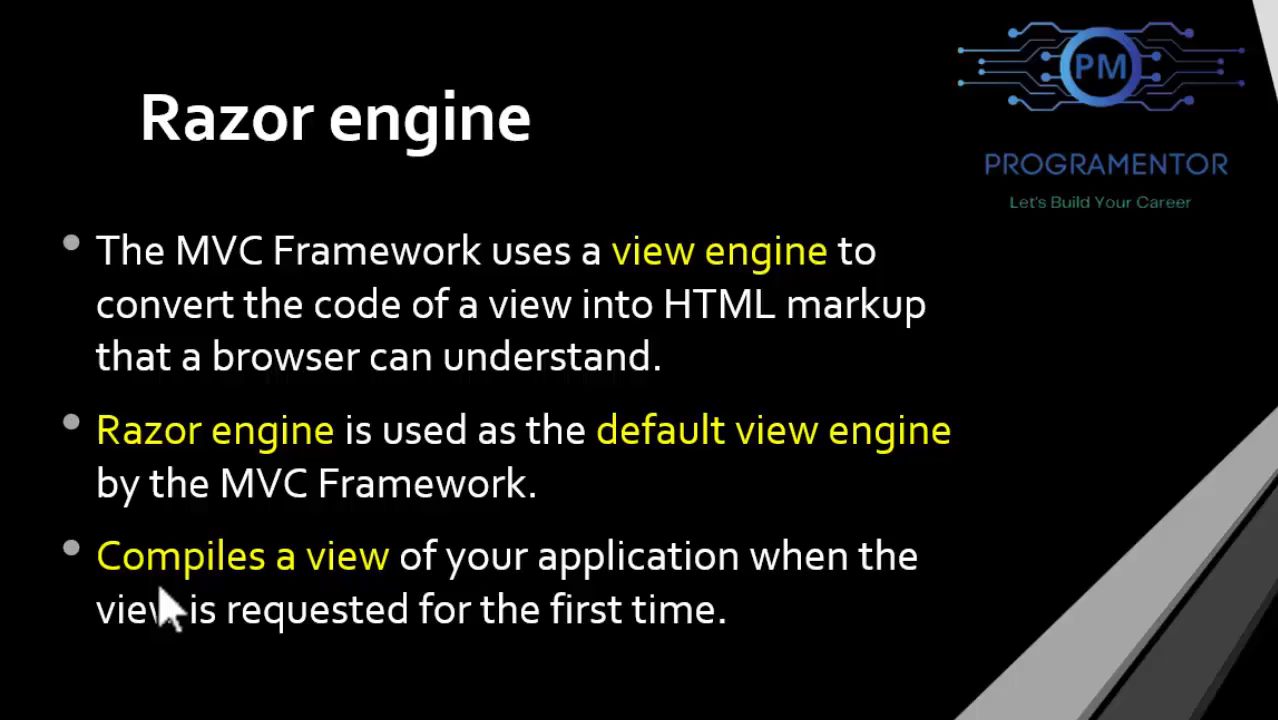 PM
PROGRAMENTOR
Let's Build Your Career
Razor engine
• The MVC Framework uses a view engine to
convert the code of a view into HTML markup
that a browser can understand.
• Razor engine is used as the default view engine
by the MVC Framework.
• Compiles a view of your application when the
view is requested for the first time.